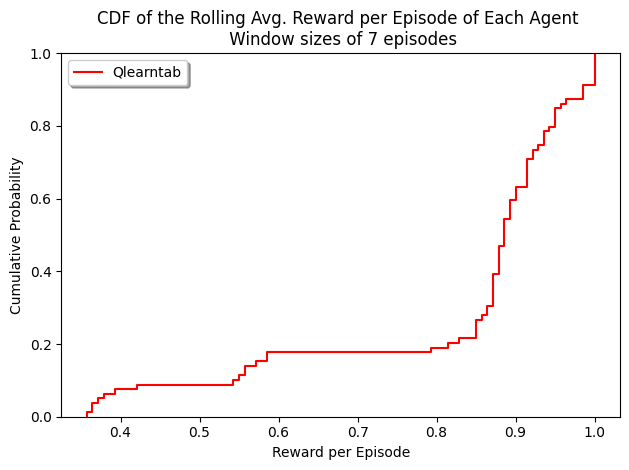 CDF of the Rolling Avg. Reward per Episode of Each Agent
Window sizes of 7 episodes
Qlearntab
Cumulative Probability
1.0
0.8
0.6
0.4
0.2
0.0
0.4 0.5 0.6 0.7 0.8 0.9 1.0
Reward per Episode